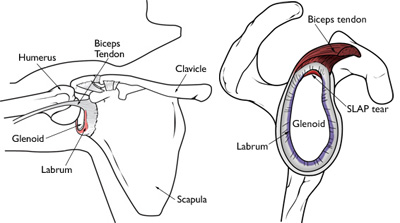 Biceps
Tendon
Humerus
Clavicle
Glenoid
Labrum
Scapula
Biceps tendon
SLAP tear
Glenoid
Labrum